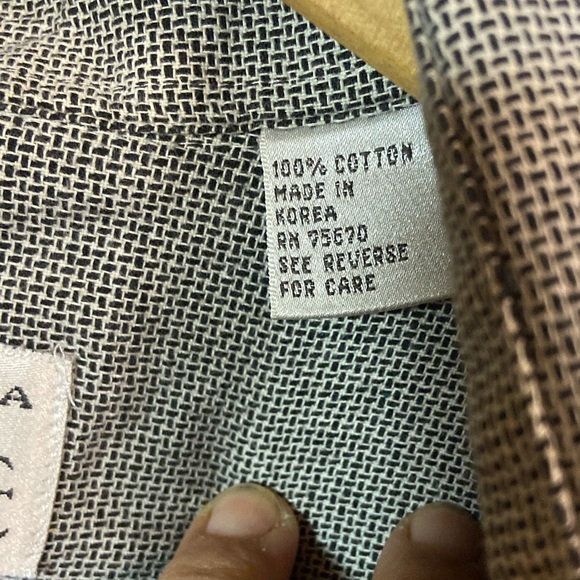 100% COTTON
MADE IN
KOREA
RN 75670
SEE REVERSE
FOR CARE
A